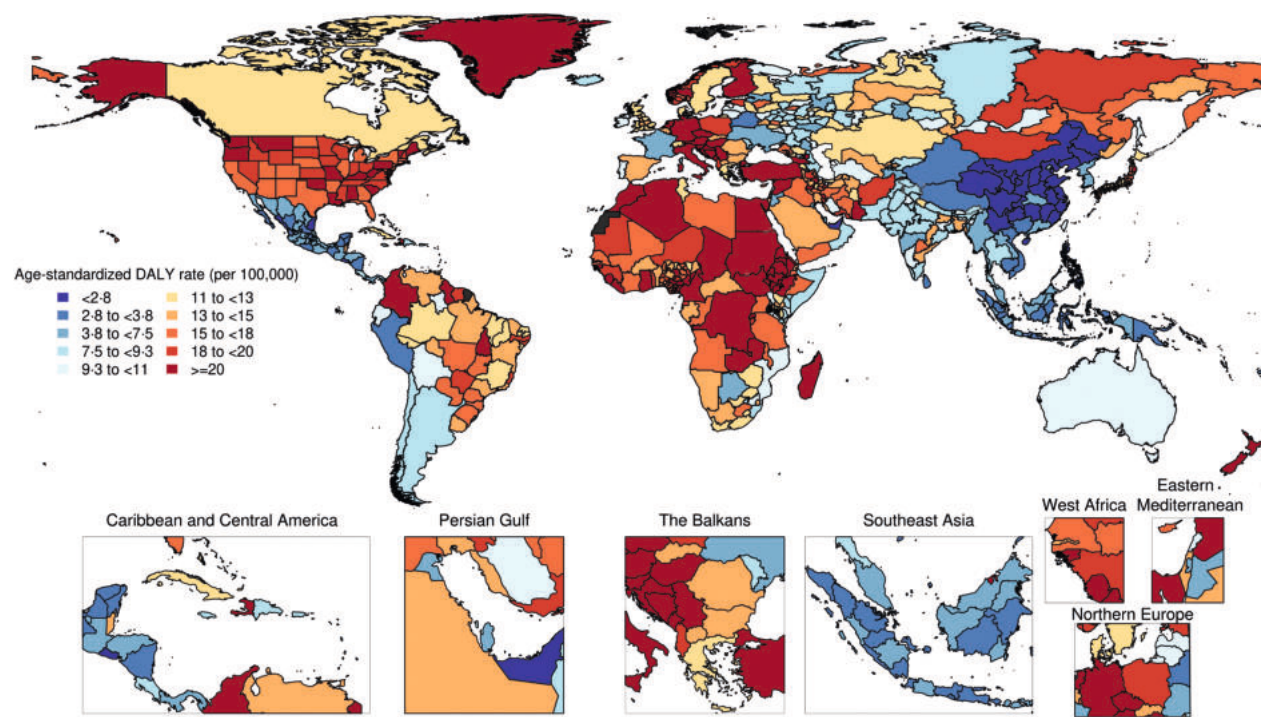 Age-standardized DALY rate (per 100,000)
<2·8
2·8 to <3·8
3·8 to <7·5
7·5 to <9·3
9·3 to <11
11 to <13
13 to <15
15 to <18
18 to <20
>=20
Caribbean and Central America
Persian Gulf
The Balkans
Southeast Asia
West Africa
Eastern
Mediterranean
Northern Europe